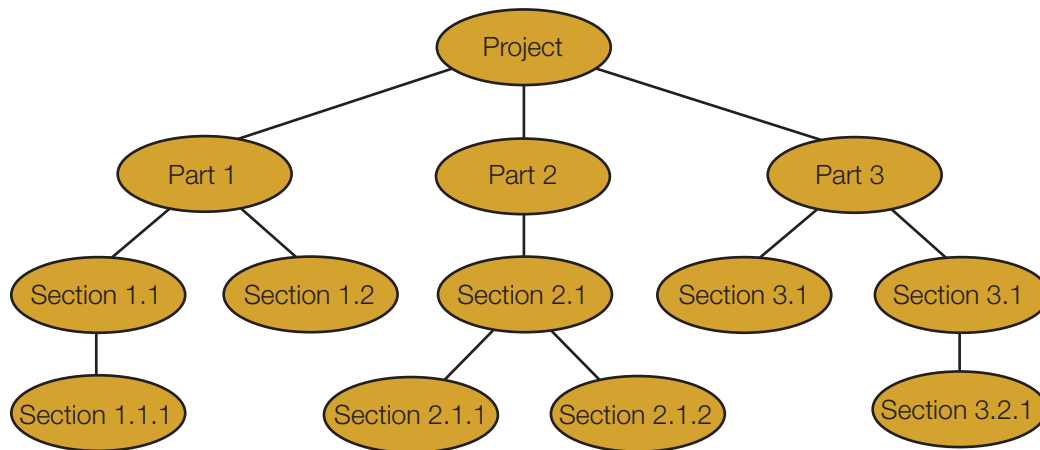 Project
Part 1
Part 2
Part 3
Section 1.1
Section 1.2
Section 2.1
Section 3.1
Section 3.1
Section 1.1.1
Section 2.1.1
Section 2.1.2
Section 3.2.1